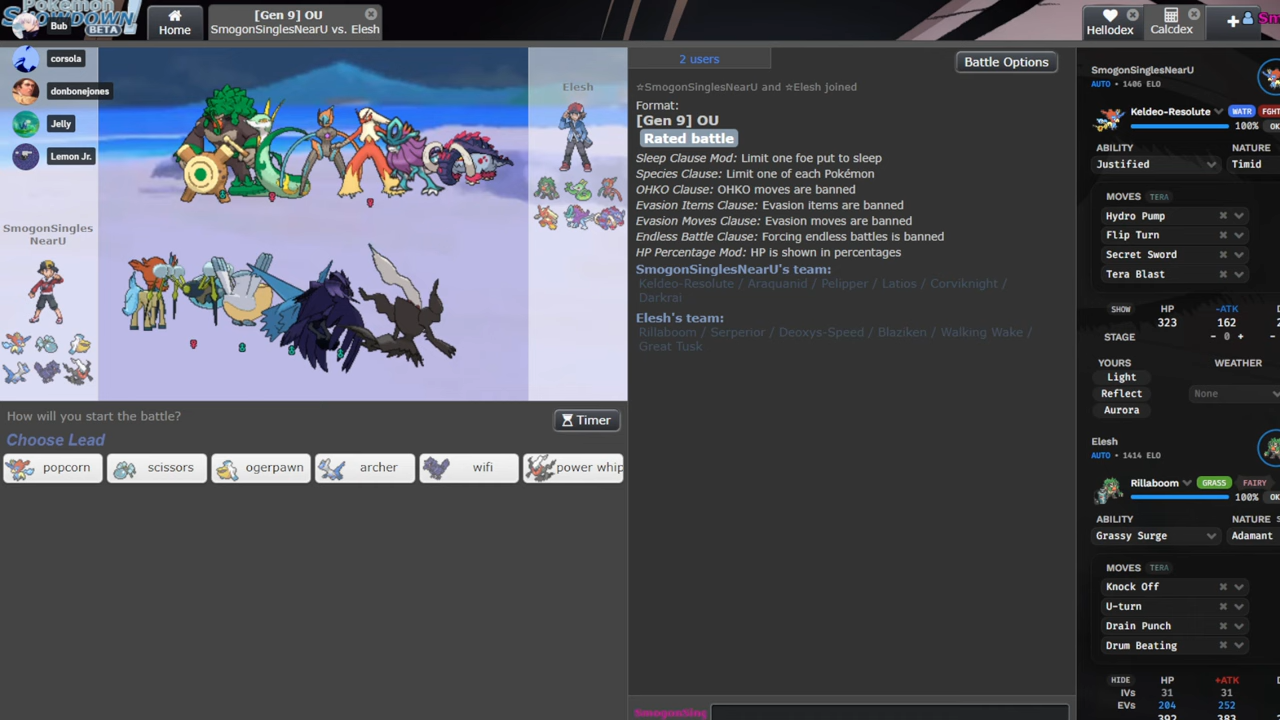 Pokémon
SHOWDOWN
BETA
Bub
Home
[Gen 9] OU
SmogonSinglesNearU vs. Elesh
Hellodex
Calcdex
corsola
donbonejones
Jelly
Lemon Jr.
SmogonSingles
NearU
Elesh
How will you start the battle?
Timer
Choose Lead
popcorn
scissors
ogerpawn
archer
wifi
power whip
2 users
Battle Options
☆SmogonSinglesNearU and ☆Elesh joined
Format:
[Gen 9] OU
Rated battle
Sleep Clause Mod: Limit one foe put to sleep
Species Clause: Limit one of each Pokémon
OHKO Clause: OHKO moves are banned
Evasion Items Clause: Evasion items are banned
Evasion Moves Clause: Evasion moves are banned
Endless Battle Clause: Forcing endless battles is banned
HP Percentage Mod: HP is shown in percentages
SmogonSinglesNearU's team:
Keldeo-Resolute / Araquanid / Pelipper / Latios / Corviknight /
Darkrai
Elesh's team:
Rillaboom / Serperior / Deoxys-Speed / Blaziken / Walking Wake /
Great Tusk
SmogonSing
SmogonSinglesNearU
AUTO • 1406 ELO
Keldeo-Resolute WATR FGHT
100%
ABILITY NATURE
Justified Timid
MOVES TERA
Hydro Pump
Flip Turn
Secret Sword
Tera Blast
SHOW HP -ATK
323 162
STAGE - 0 +
YOURS WEATHER
Light
Reflect None
Aurora
Elesh
AUTO • 1414 ELO
Rillaboom GRASS FAIRY
100%
ABILITY NATURE
Grassy Surge Adamant
MOVES TERA
Knock Off
U-turn
Drain Punch
Drum Beating
HIDE HP +ATK
IVs 31 31
EVs 204 252
392 383